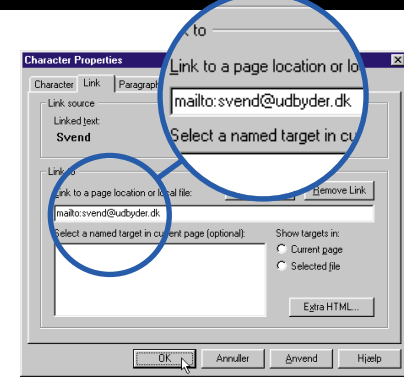 to
Link to a page location or lo
mailto:svend@udbyder.dk
Select a named target in cu
Character Properties
Character Link Paragraph
Link source
Linked text:
Svend
Link to
Link to a page location or local file:
Remove Link
mailto:svend@udbyder.dk
Select a named target in current page (optional):
Show targets in:
Current page
Selected file
Extra HTML...
OK Annuller Anvend Hjælp